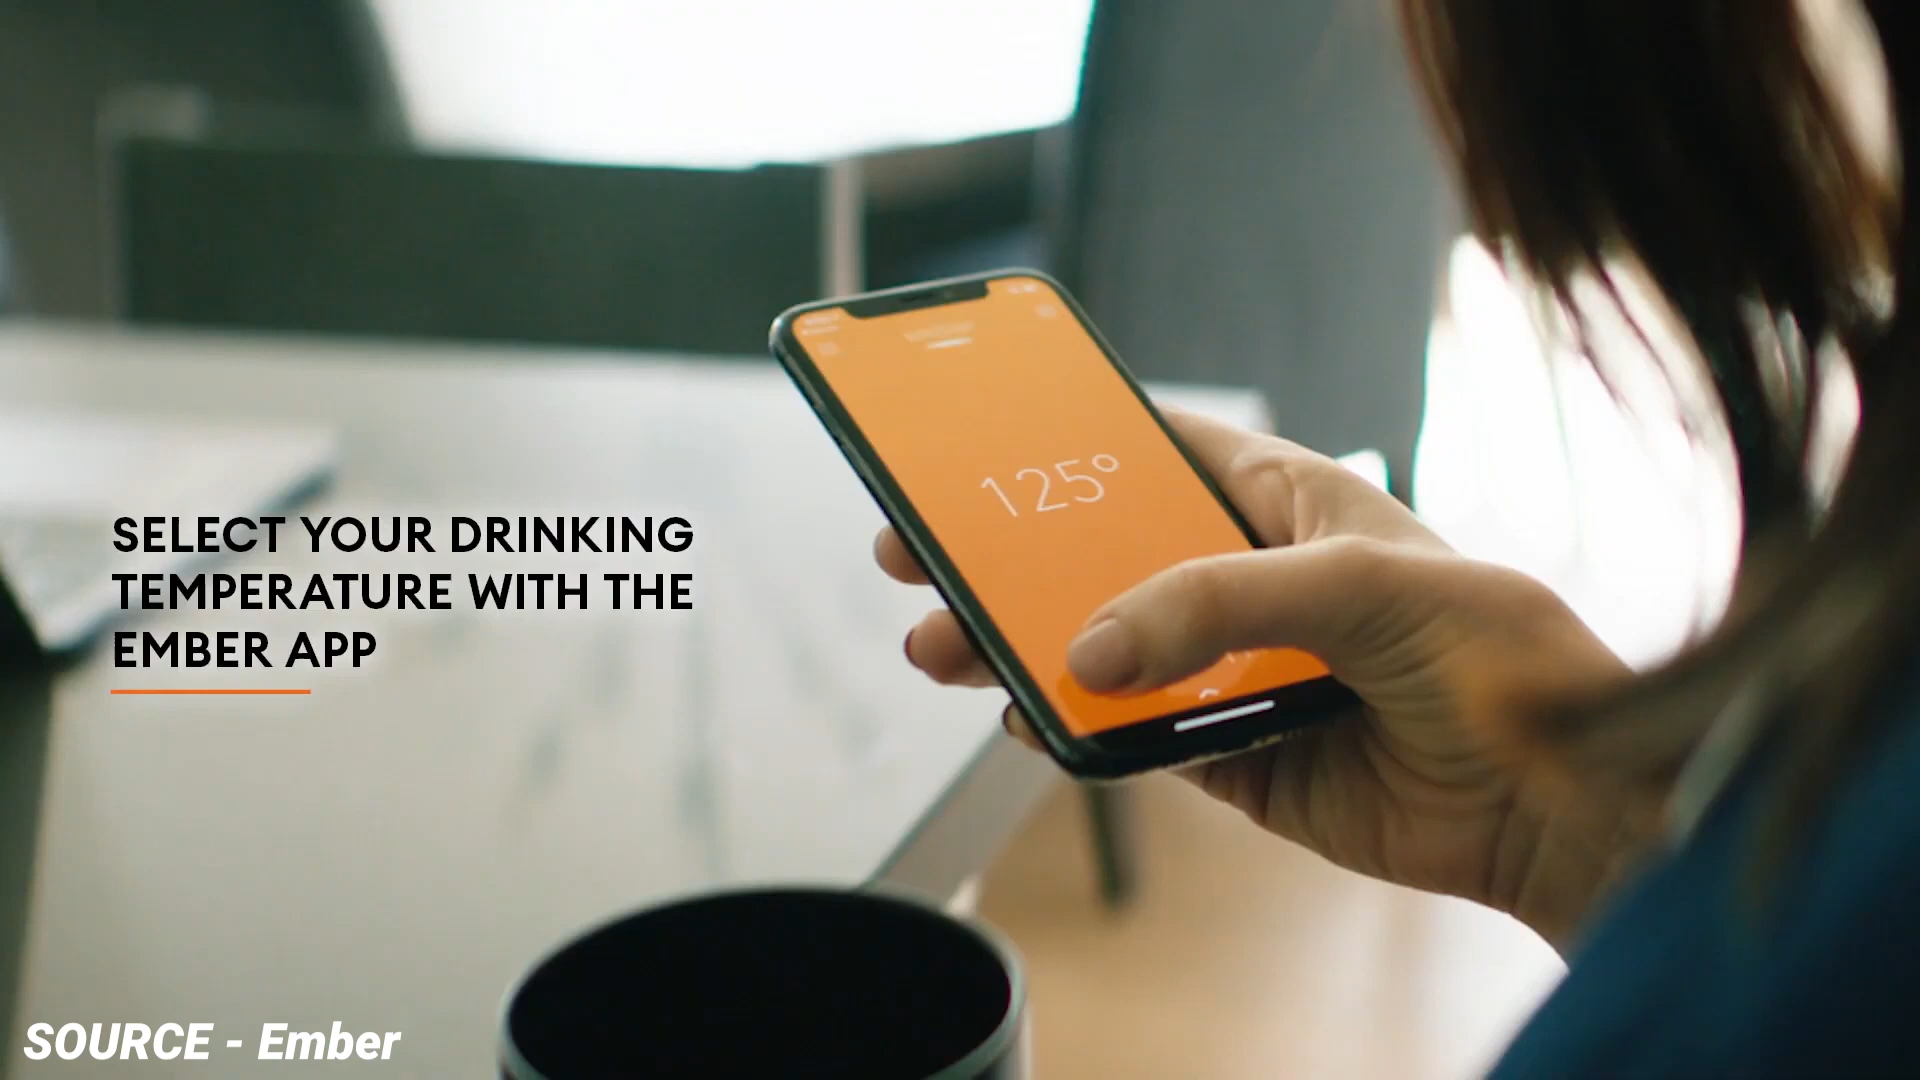 125°
SELECT YOUR DRINKING
TEMPERATURE WITH THE
EMBER APP
SOURCE - Ember